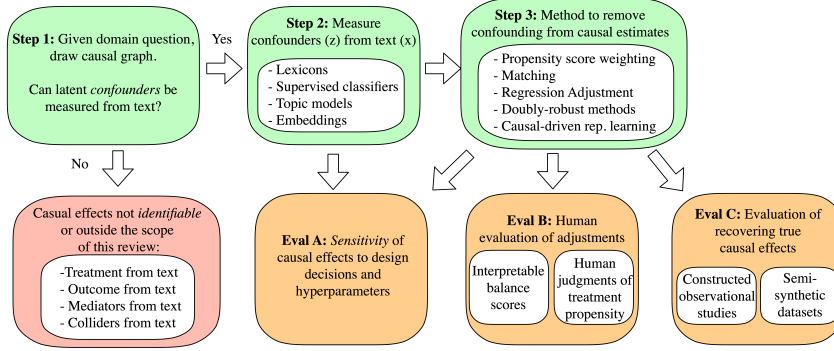 Step 1: Given domain question,
draw causal graph.
Can latent confounders be
measured from text?
Yes
No
Step 2: Measure
confounders (z) from text (x)
- Lexicons
- Supervised classifiers
- Topic models
- Embeddings
Step 3: Method to remove
confounding from causal estimates
- Propensity score weighting
- Matching
- Regression Adjustment
- Doubly-robust methods
- Causal-driven rep. learning
Casual effects not identifiable
or outside the scope
of this review:
-Treatment from text
- Outcome from text
- Mediators from text
- Colliders from text
Eval A: Sensitivity of
causal effects to design
decisions and
hyperparameters
Eval B: Human
evaluation of adjustments
Interpretable
balance
scores
Human
judgments of
treatment
propensity
Eval C: Evaluation of
recovering true
causal effects
Constructed
observational
studies
Semi-
synthetic
datasets